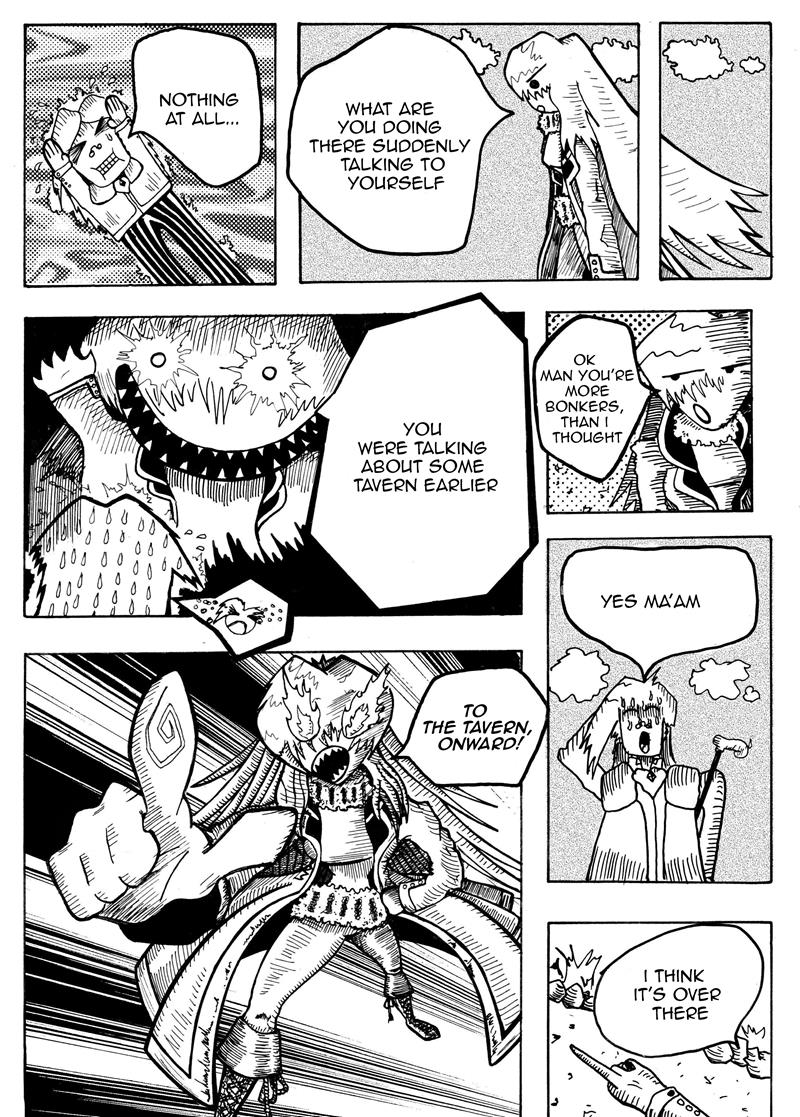 WHAT ARE
YOU DOING
THERE SUDDENLY
TALKING TO
YOURSELF
NOTHING
AT ALL...
OK
MAN YOU'RE
MORE
BONKERS,
THAN I
THOUGHT
YOU
WERE TALKING
ABOUT SOME
TAVERN EARLIER
YES MA'AM
TO
THE TAVERN,
ONWARD!
I THINK
IT'S OVER
THERE